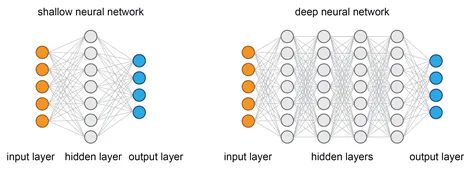 shallow neural network
deep neural network
input layer
hidden layer
output layer
input layer
hidden layers
output layer